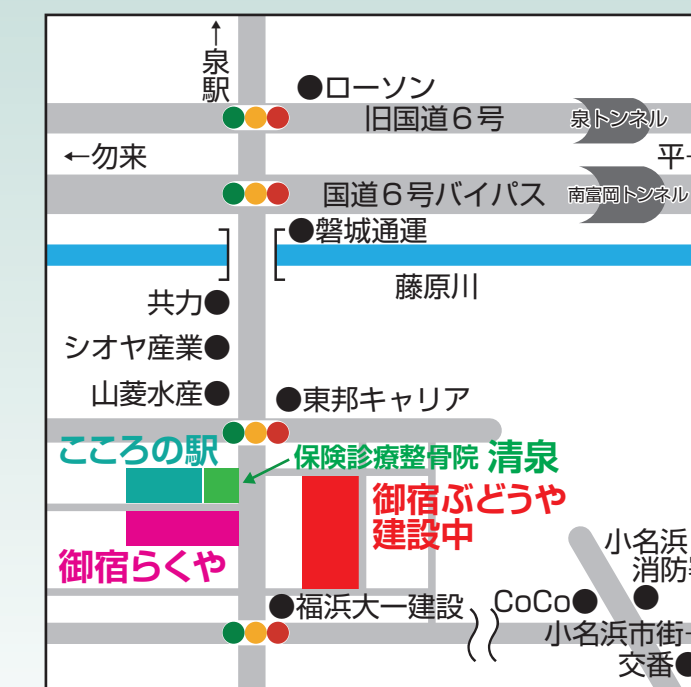 ↑泉駅
●ローソン
旧国道6号
泉トンネル
←勿来
平
国道6号バイパス
南富岡トンネル
●磐城通運
藤原川
共力●
シオヤ産業●
山菱水産●
●東邦キャリア
こころの駅
保険診療整骨院 清泉
御宿ぶどうや
建設中
御宿らくや
小名浜
消防
●福浜大一建設
CoCo●
小名浜市街
交番●